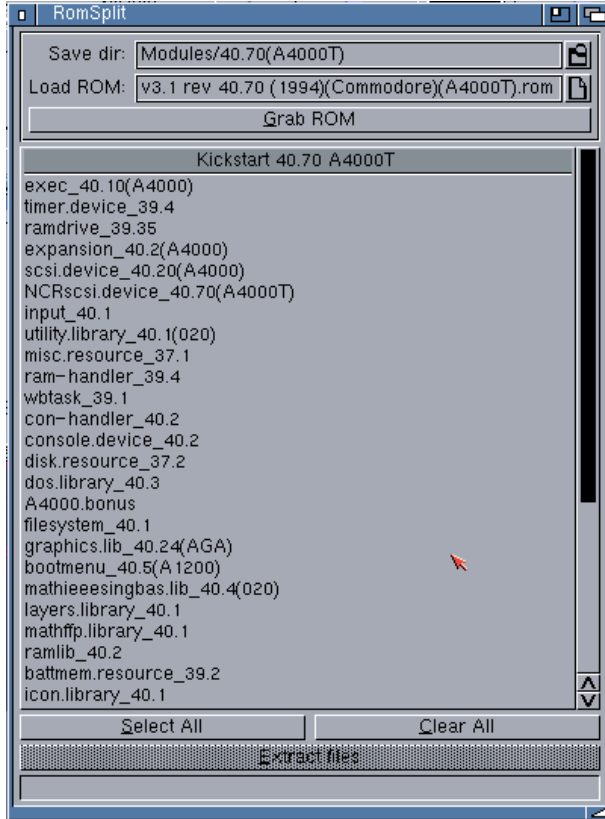 RomSplit
Save dir: Modules/40.70(A4000T)
Load ROM: v3.1 rev 40.70 (1994)(Commodore)(A4000T).rom
Grab ROM
Kickstart 40.70 A4000T
exec_40.10(A4000)
timer.device_39.4
ramdrive_39.35
expansion_40.2(A4000)
scsi.device_40.20(A4000)
NCRscsi.device_40.70(A4000T)
input_40.1
utility.library_40.1(020)
misc.resource_37.1
ram-handler_39.4
wbtask_39.1
con-handler_40.2
console.device_40.2
disk.resource_37.2
dos.library_40.3
A4000.bonus
filesystem_40.1
graphics.lib_40.24(AGA)
bootmenu_40.5(A1200)
mathieeesingbas.lib_40.4(020)
layers.library_40.1
mathffp.library_40.1
ramlib_40.2
battmem.resource_39.2
icon.library_40.1
Select All
Clear All
Extract files